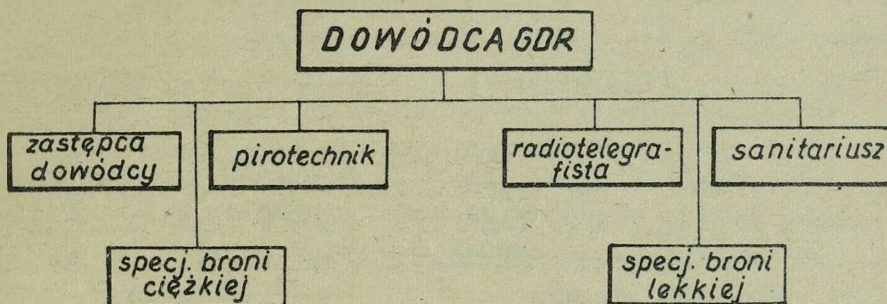 DOWÓDCA GDR
zastępca
dowódcy
pirotechnik
radiotelegra-
fista
sanitariusz
specj. broni
ciężkiej
specj. broni
lekkiej